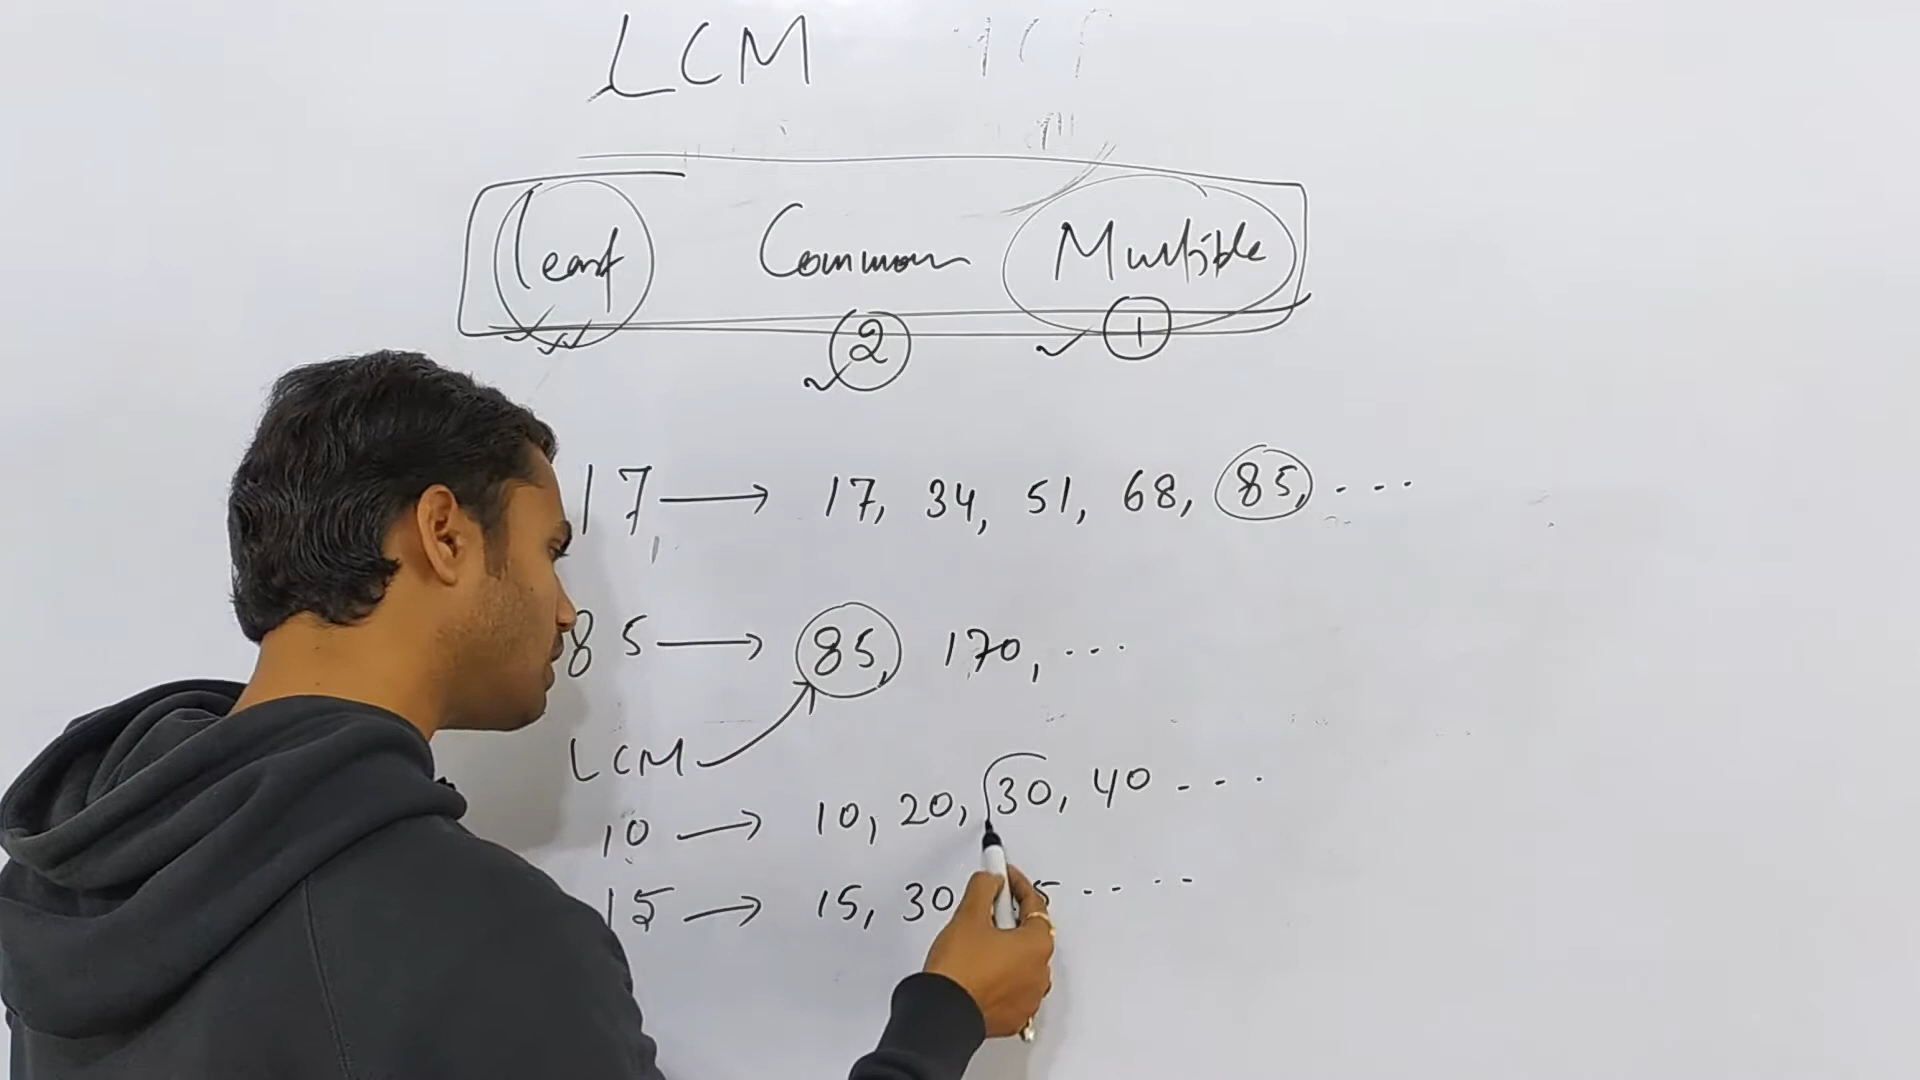 LCM
Least Common Multiple
2 1
17 → 17, 34, 51, 68, 85, ...
85 → 85, 170, ...
LCM
10 → 10, 20, 30, 40 ...
15 → 15, 30 5 ....